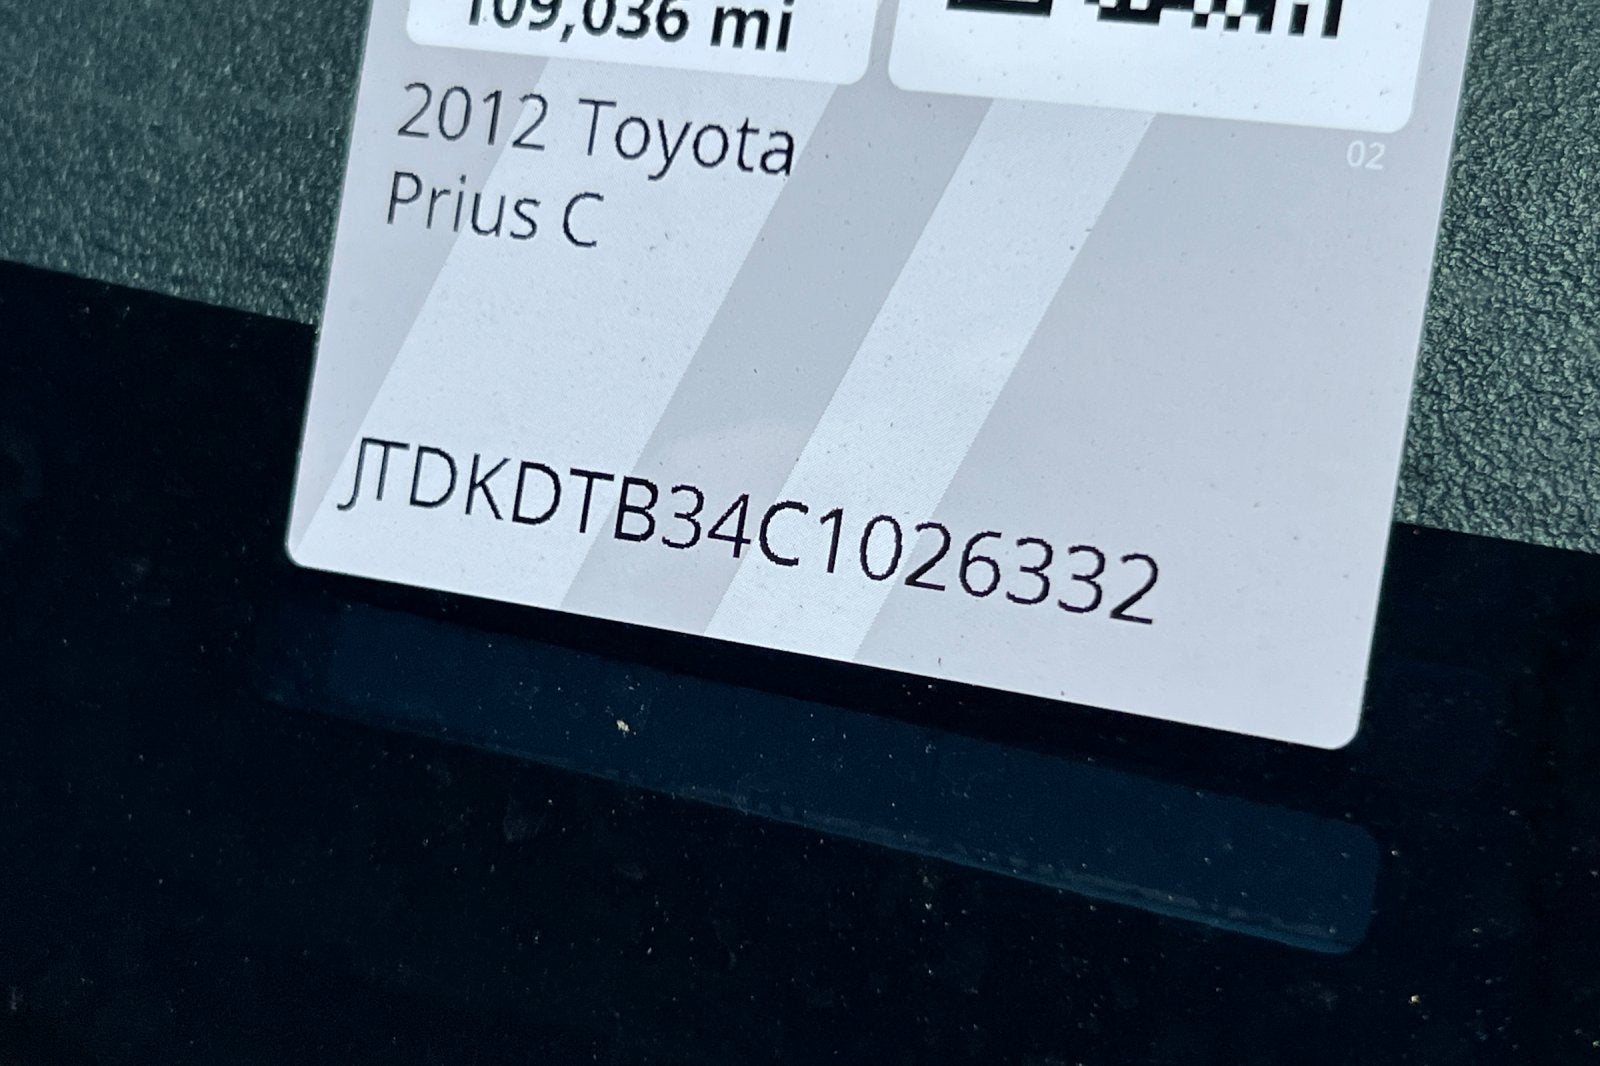 109,036 mi
2012 Toyota
Prius C
02
JTDKDTB34C1026332